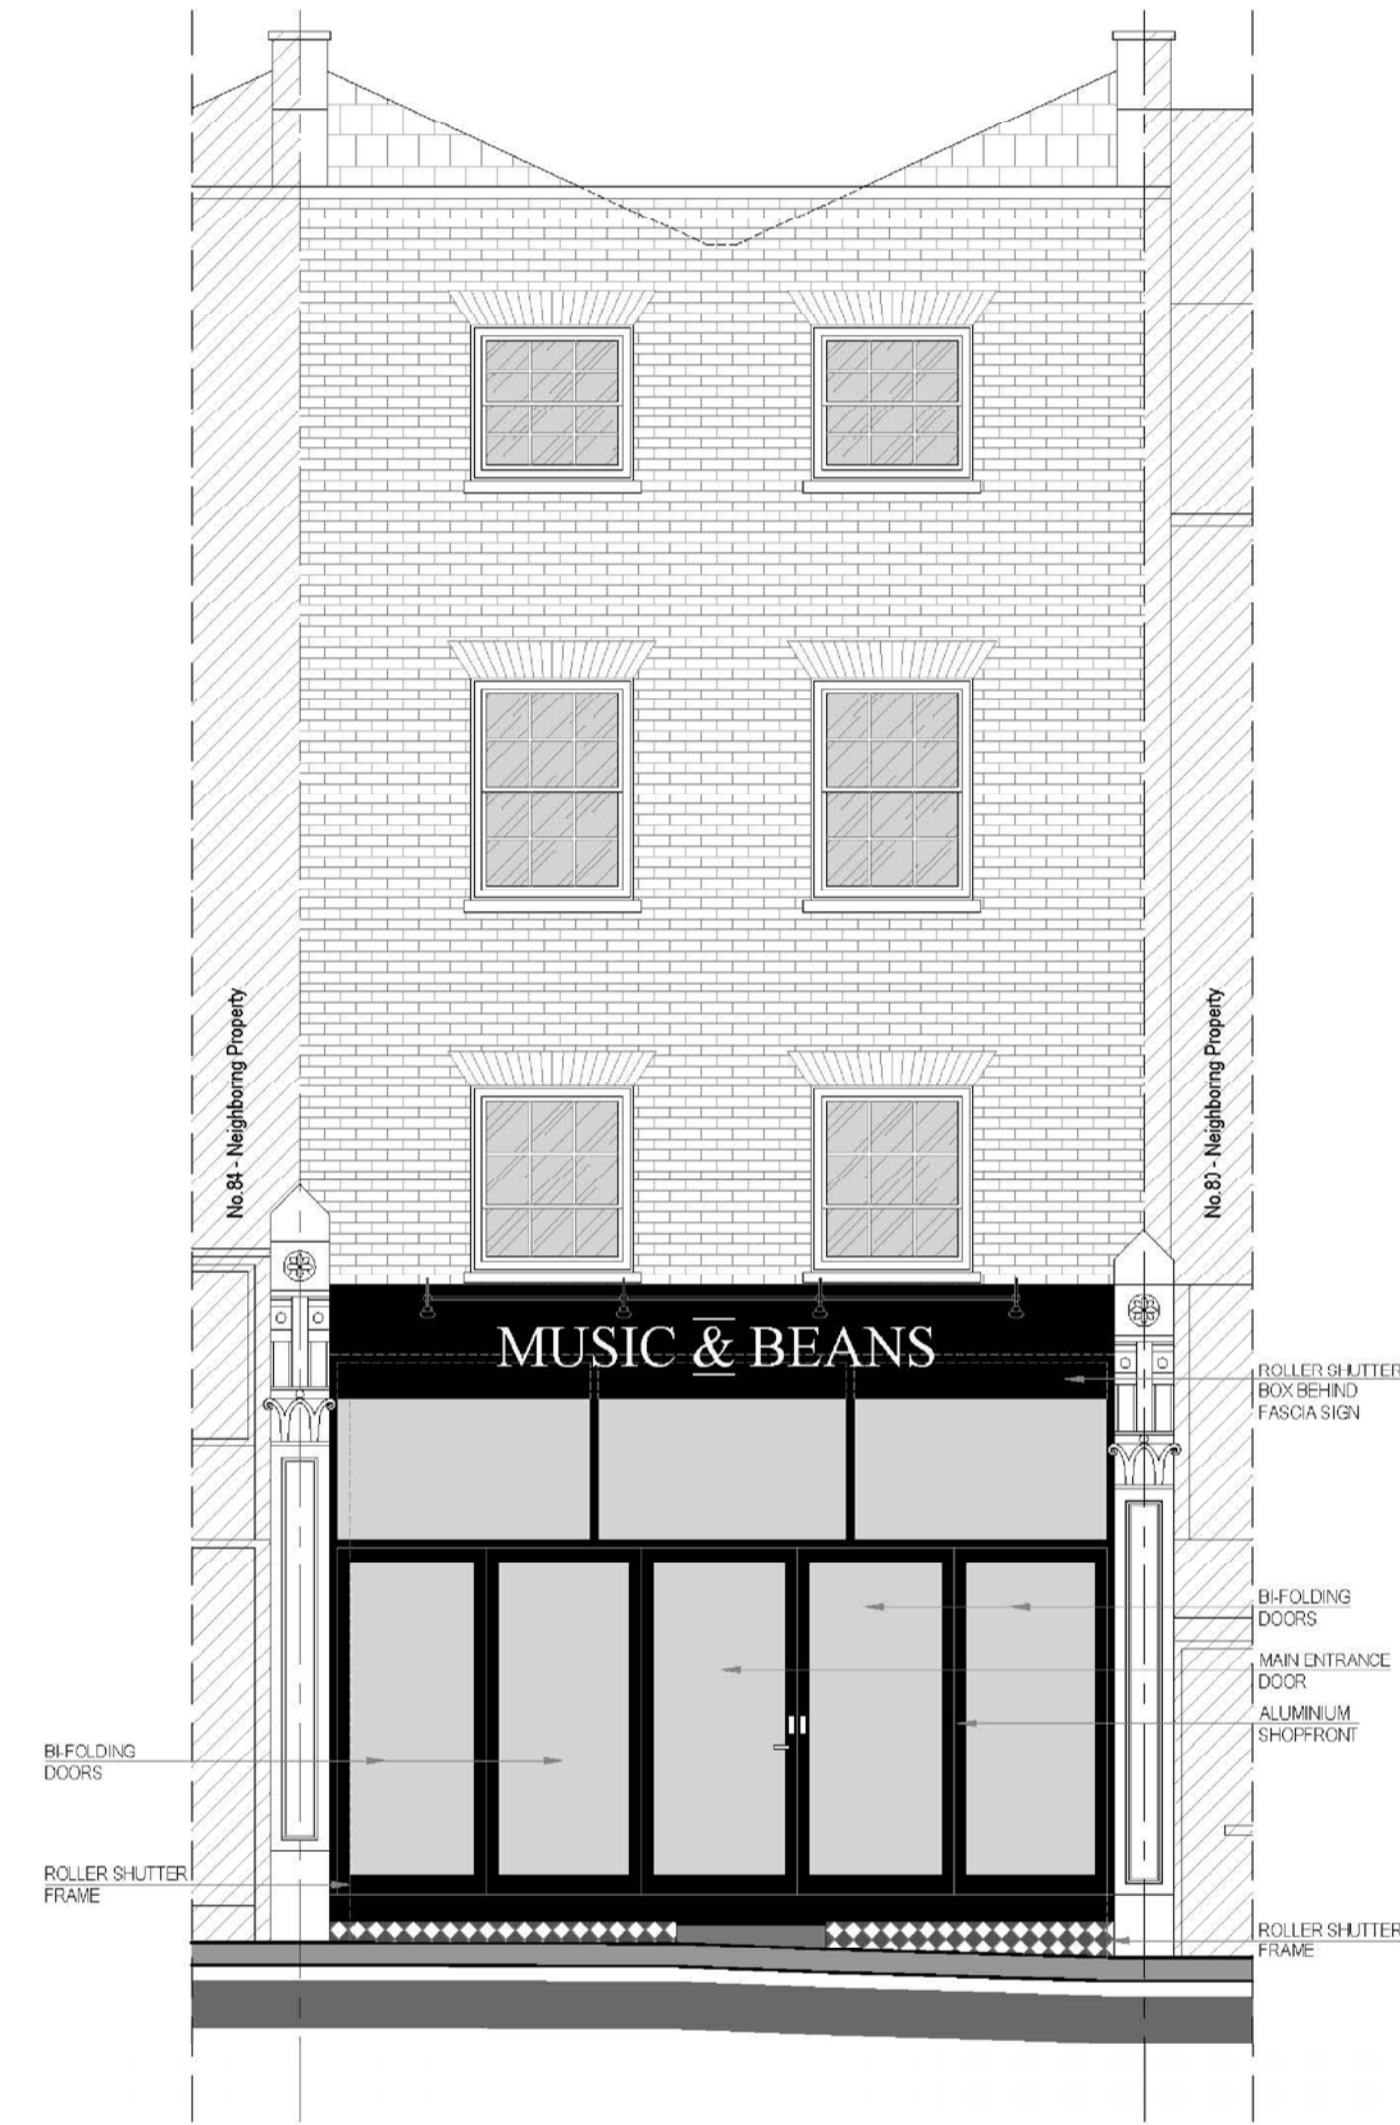 No.84 - Neighborng Property
No.80 - Neighborng Property
MUSIC & BEANS
ROLLER SHUTTER
BOX BEHIND
FASCIA SIGN
BI-FOLDING
DOORS
MAIN ENTRANCE
DOOR
ALUMINIUM
SHOPFRONT
BI-FOLDING
DOORS
ROLLER SHUTTER
FRAME
ROLLER SHUTTER
FRAME